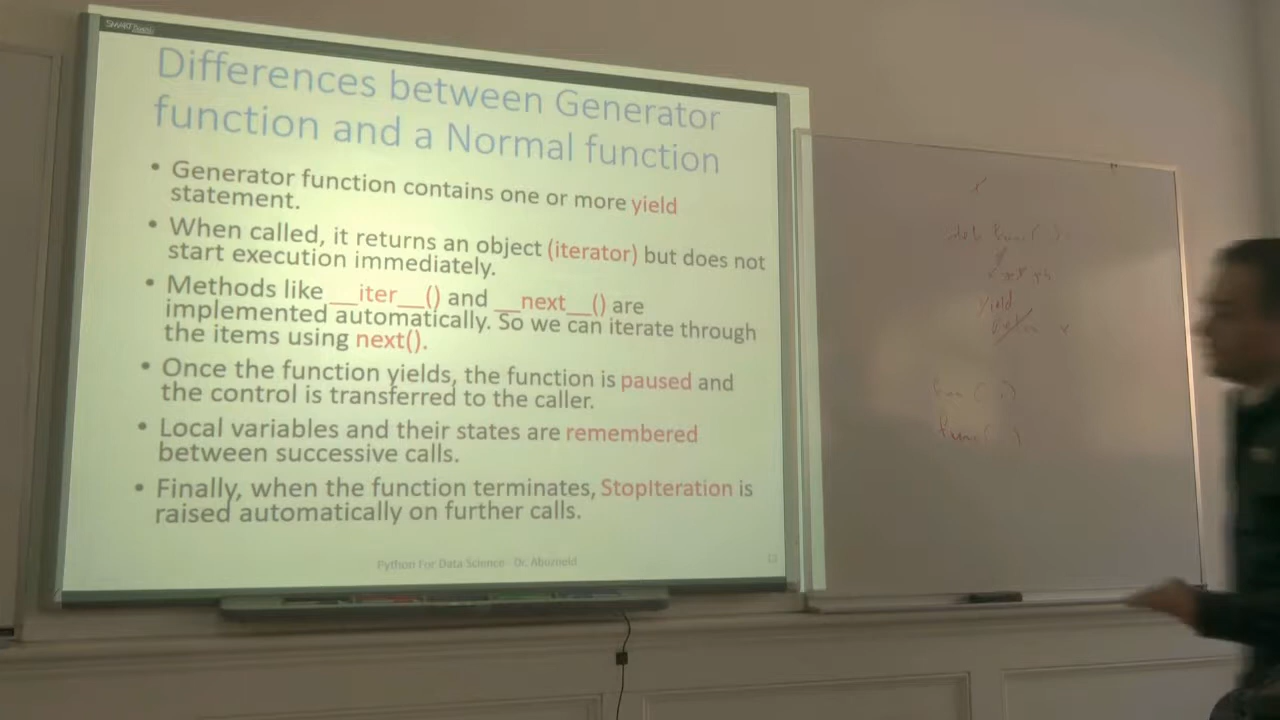 SMART
Differences between Generator
function and a Normal function
• Generator function contains one or more yield
statement.
• When called, it returns an object (iterator) but does not
start execution immediately.
• Methods like __iter__() and __next__() are
implemented automatically. So we can iterate through
the items using next().
• Once the function yields, the function is paused and
the control is transferred to the caller.
• Local variables and their states are remembered
between successive calls.
• Finally, when the function terminates, StopIteration is
raised automatically on further calls.
Python For Data Science - Dr. Abuzneid
yield
func( )